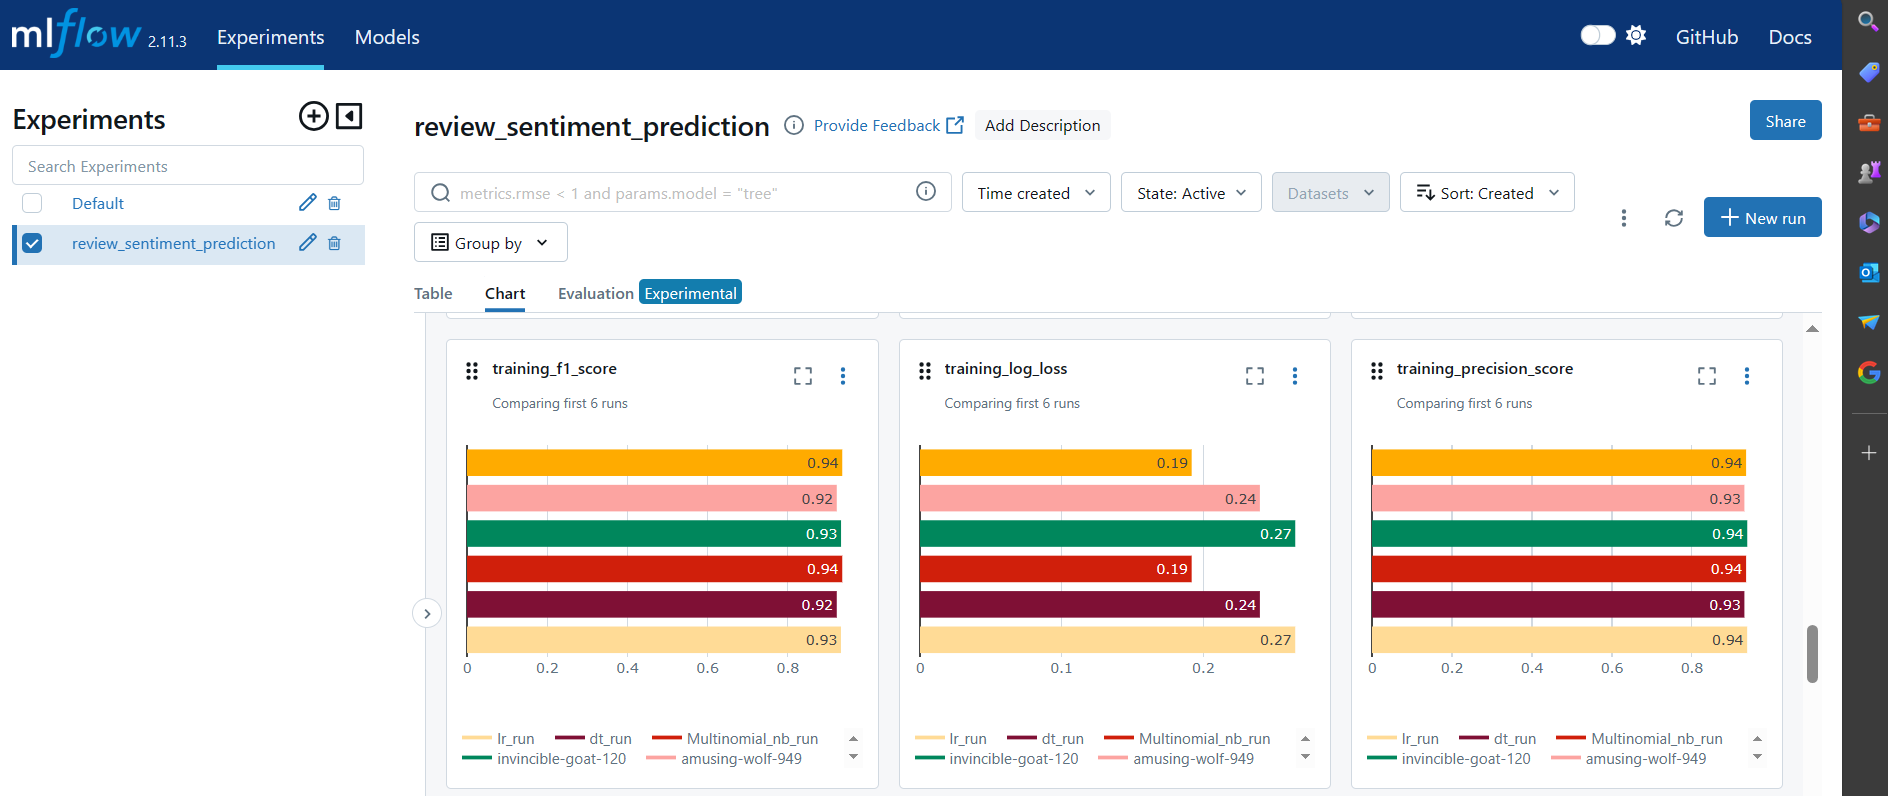 mlflow 2.11.3 Experiments Models GitHub Docs
Experiments
Search Experiments
Default
review_sentiment_prediction
review_sentiment_prediction Provide Feedback Add Description Share
metrics.rmse < 1 and params.model = "tree" Time created State: Active Datasets Sort: Created
Group by
New run
Table Chart Evaluation Experimental
training_f1_score
Comparing first 6 runs
0.94
0.92
0.93
0.94
0.92
0.93
0 0.2 0.4 0.6 0.8
lr_run dt_run Multinomial_nb_run
invincible-goat-120 amusing-wolf-949
training_log_loss
Comparing first 6 runs
0.19
0.24
0.27
0.19
0.24
0.27
0 0.1 0.2
lr_run dt_run Multinomial_nb_run
invincible-goat-120 amusing-wolf-949
training_precision_score
Comparing first 6 runs
0.94
0.93
0.94
0.94
0.93
0.94
0 0.2 0.4 0.6 0.8
lr_run dt_run Multinomial_nb_run
invincible-goat-120 amusing-wolf-949